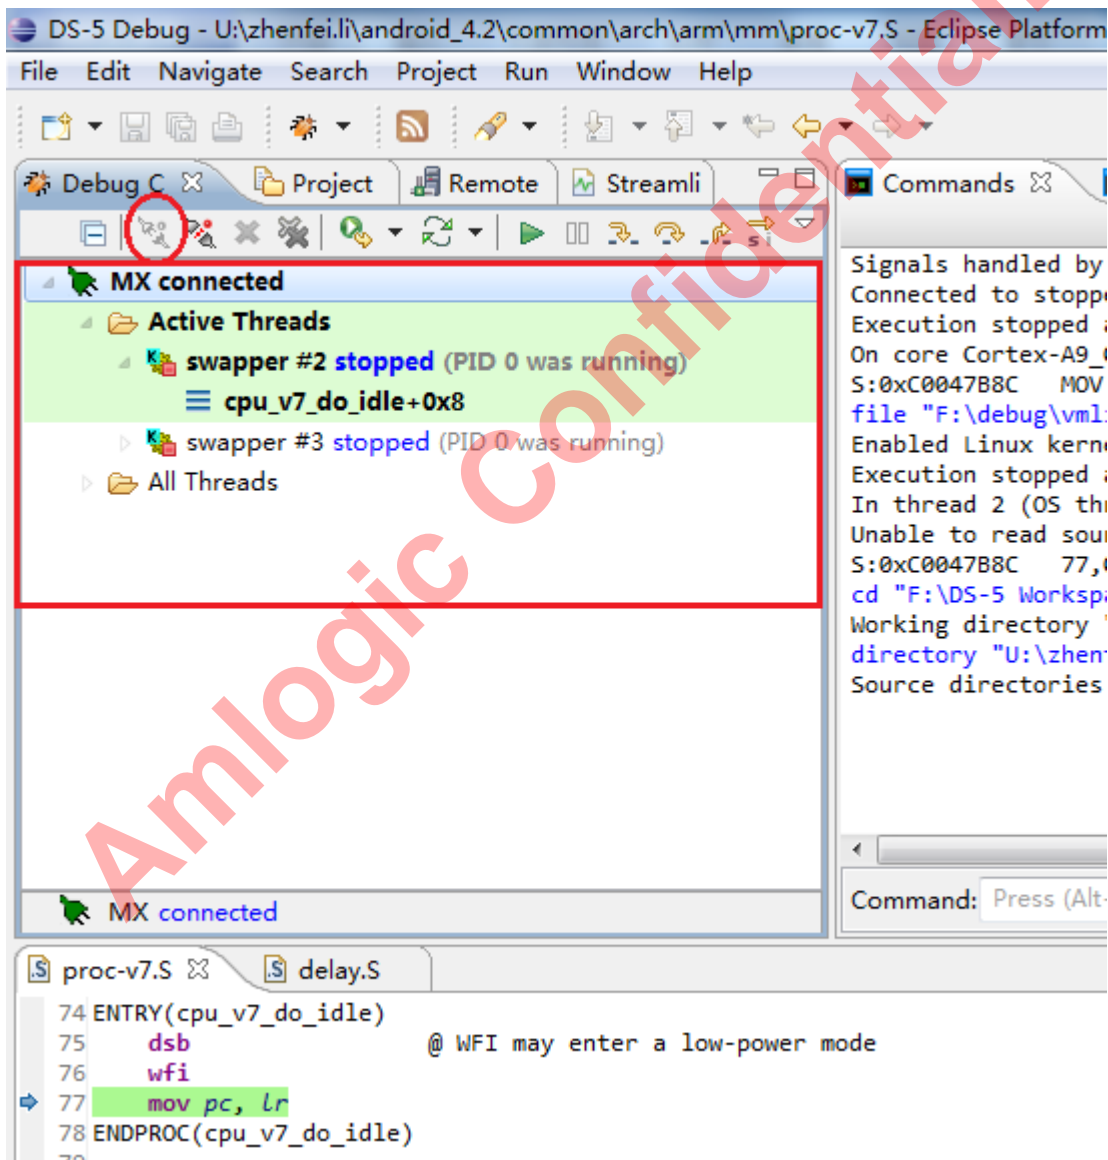 DS-5 Debug - U:\zhenfei.li\android_4.2\common\arch\arm\mm\proc-v7.S - Eclipse Platform
File Edit Navigate Search Project Run Window Help
Debug C Project Remote Streamli
Commands
MX connected
Active Threads
swapper #2 stopped (PID 0 was running)
cpu_v7_do_idle+0x8
swapper #3 stopped (PID 0 was running)
All Threads
MX connected
Signals handled by
Connected to stoppe
Execution stopped a
On core Cortex-A9_
S:0xC0047B8C MOV
file "F:\debug\vmli
Enabled Linux kerne
Execution stopped a
In thread 2 (OS thr
Unable to read sour
S:0xC0047B8C 77,
cd "F:\DS-5 Workspa
Working directory "
directory "U:\zhenf
Source directories
Command: Press (Alt-
proc-v7.S delay.S
74 ENTRY(cpu_v7_do_idle)
75 dsb @ WFI may enter a low-power mode
76 wfi
77 mov pc, lr
78 ENDPROC(cpu_v7_do_idle)
Amlogic Confidential